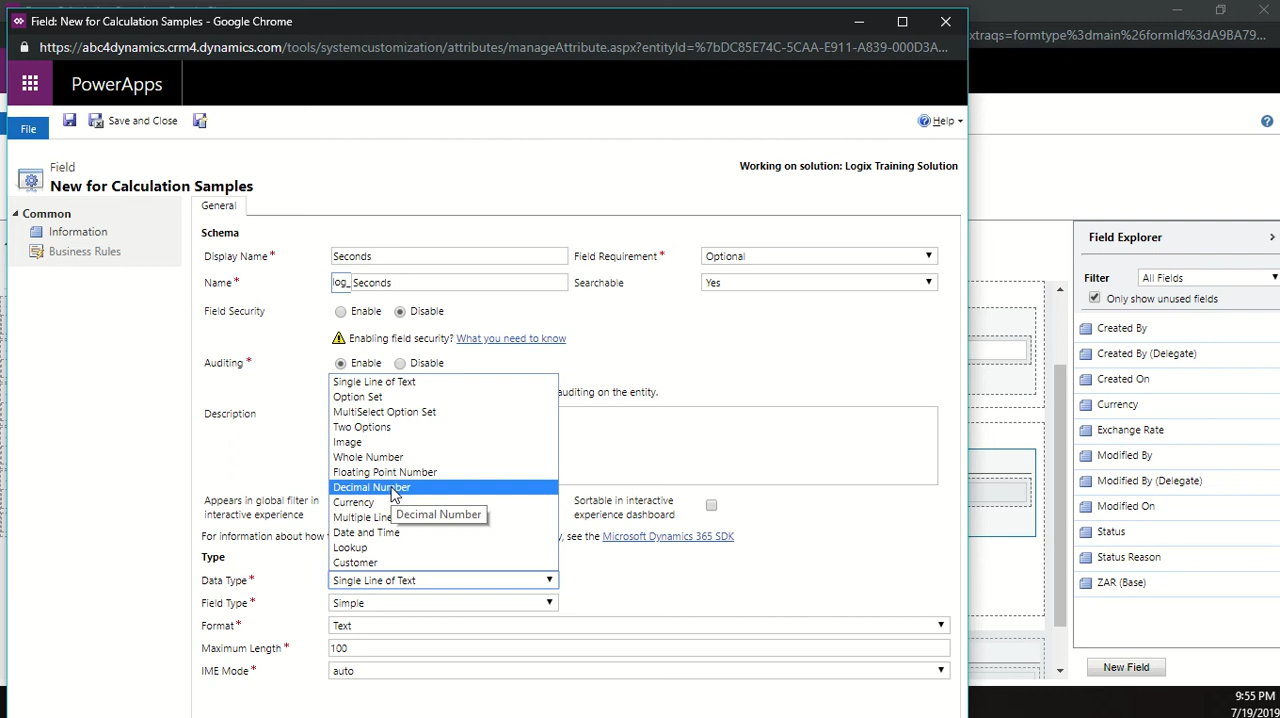 Field: New for Calculation Samples - Google Chrome
https://abc4dynamics.crm4.dynamics.com/tools/systemcustomization/attributes/manageAttribute.aspx?entityId=%7bDC85E74C-5CAA-E911-A839-000D3A...
xtraqs=formtype%3dmain%26formId%3dA9BA79...
PowerApps
File
Save and Close
Help
Field
New for Calculation Samples
Working on solution: Logix Training Solution
Common
Information
Business Rules
General
Schema
Display Name* Seconds Field Requirement* Optional
Name* log_ Seconds Searchable Yes
Field Security Enable Disable
Enabling field security? What you need to know
Auditing* Enable Disable
auditing on the entity.
Description
Single Line of Text
Option Set
MultiSelect Option Set
Two Options
Image
Whole Number
Floating Point Number
Decimal Number
Currency
Multiple Line
Date and Time
Lookup
Customer
Decimal Number
Appears in global filter in
interactive experience
Sortable in interactive
experience dashboard
For information about how
, see the Microsoft Dynamics 365 SDK
Type
Data Type* Single Line of Text
Field Type* Simple
Format* Text
Maximum Length* 100
IME Mode* auto
Field Explorer
Filter All Fields
Only show unused fields
Created By
Created By (Delegate)
Created On
Currency
Exchange Rate
Modified By
Modified By (Delegate)
Modified On
Status
Status Reason
ZAR (Base)
New Field
9:55 PM
7/19/2019